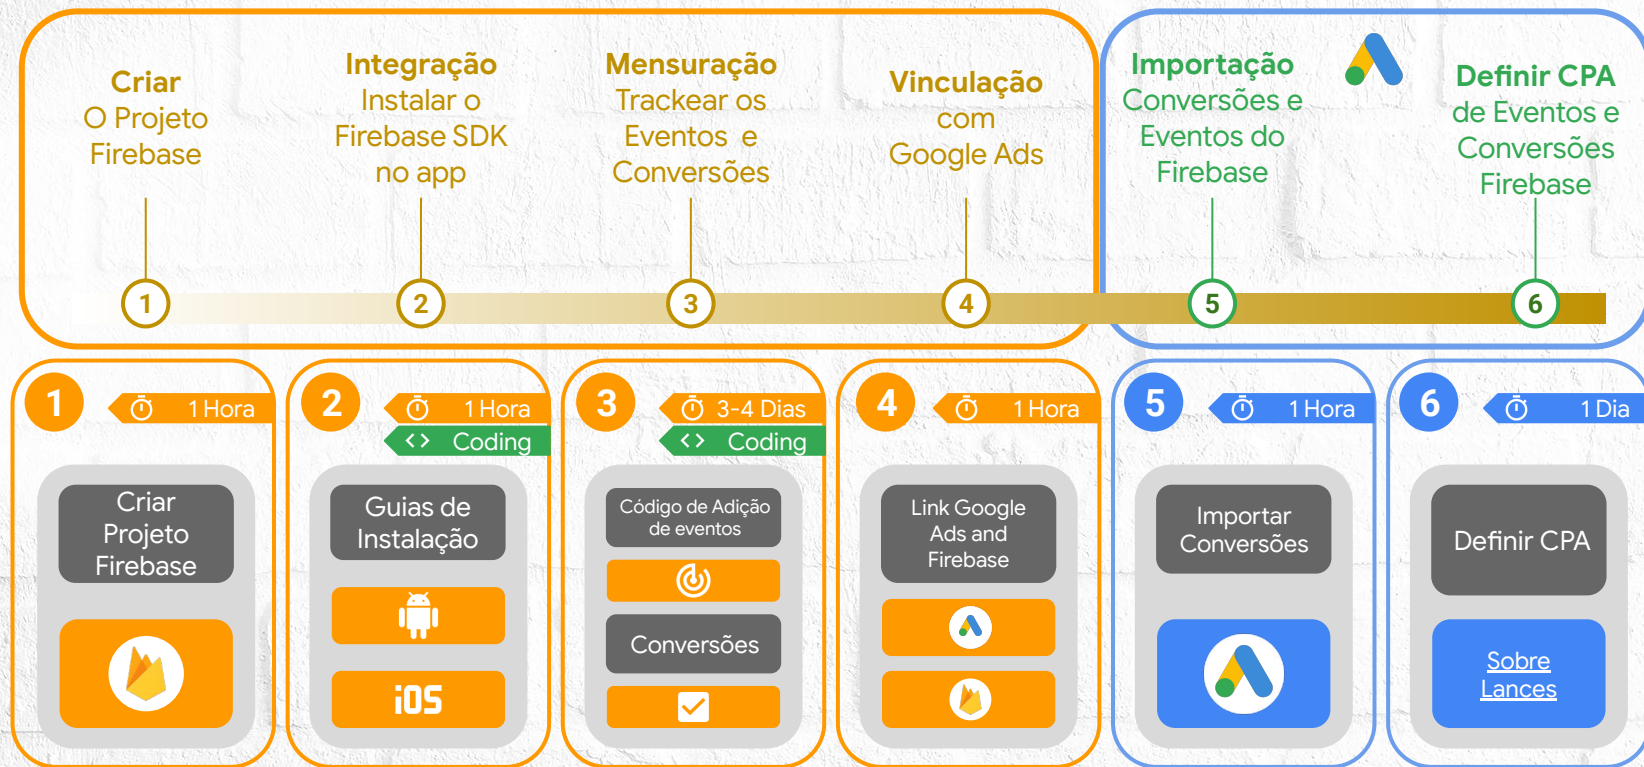 Criar
O Projeto
Firebase
Integração
Instalar o
Firebase SDK
no app
Mensuração
Trackear os
Eventos e
Conversões
Vinculação
com
Google Ads
Importação
Conversões e
Eventos do
Firebase
Definir CPA
de Eventos e
Conversões
Firebase
1
2
3
4
5
6
1
1 Hora
Criar
Projeto
Firebase
2
1 Hora
<> Coding
Guias de
Instalação
iOS
3
3-4 Dias
<> Coding
Código de Adição
de eventos
Conversões
4
1 Hora
Link Google
Ads and
Firebase
5
1 Hora
Importar
Conversões
6
1 Dia
Definir CPA
Sobre
Lances